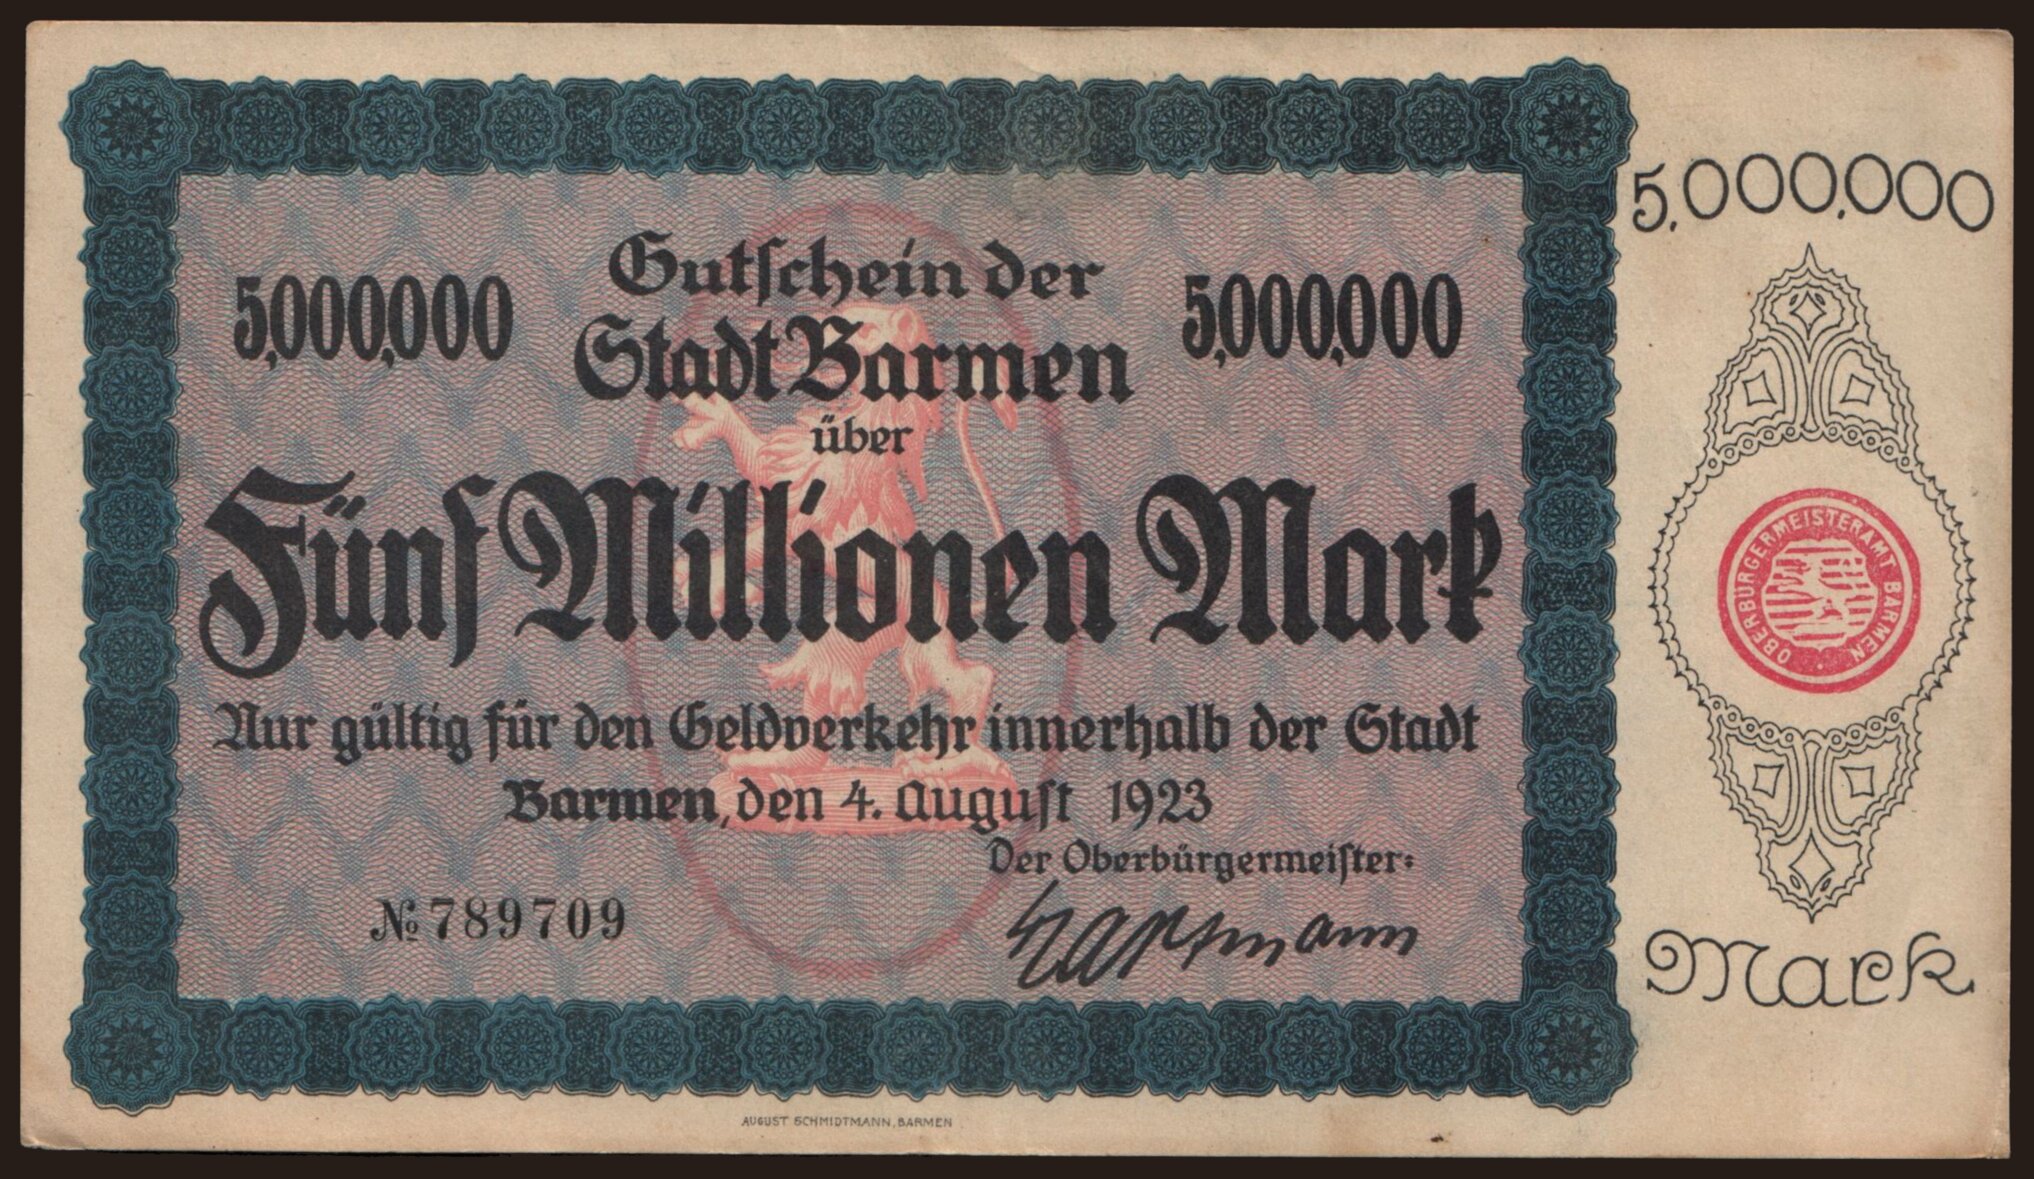 Gutschein der
5,000,000 Stadt Barmen 5,000,000
über
Fünf Millionen Mark
Nur gültig für den Geldverkehr innerhalb der Stadt
Barmen, den 4. August 1923
Der Oberbürgermeister:
№ 789709
AUGUST SCHMIDTMANN, BARMEN
5,000,000
OBERBÜRGERMEISTERAMT BARMEN
Mark